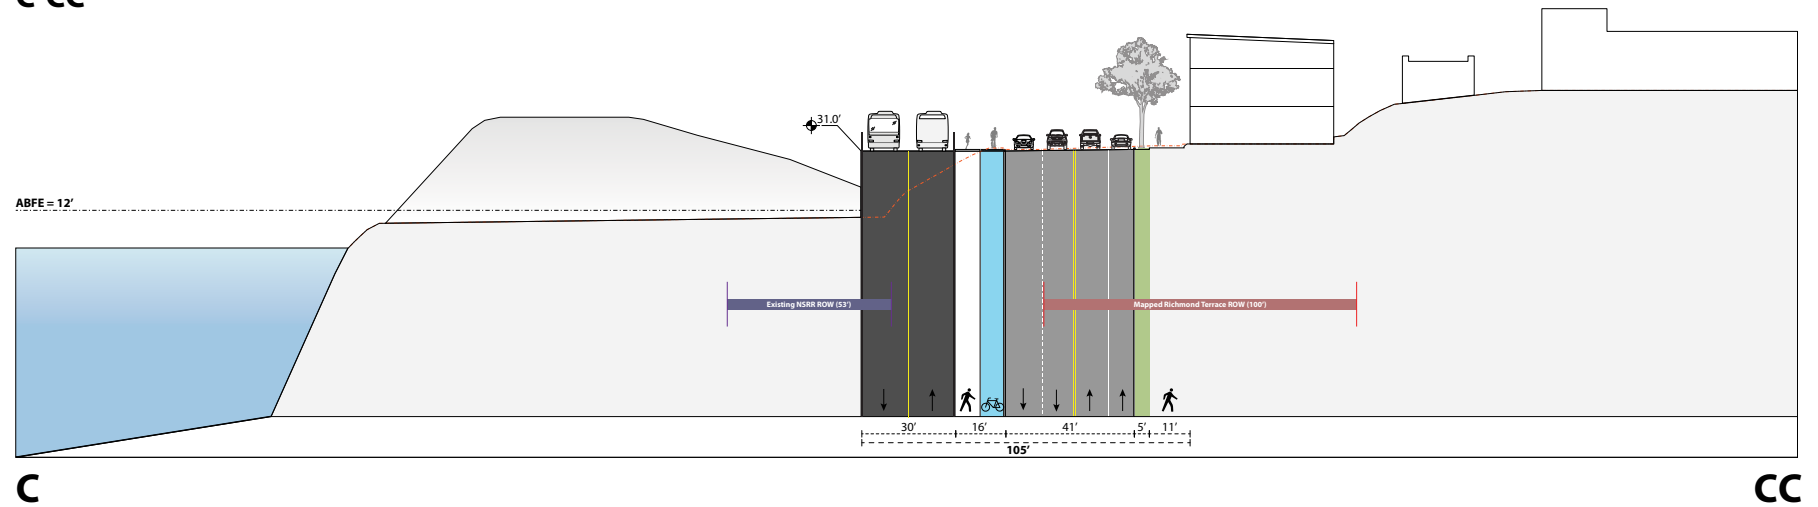 C-CC
31.0'
ABFE = 12'
Existing NSRR ROW (53')
Mapped Richmond Terrace ROW (100')
30' 16' 41' 5' 11'
105'
C CC